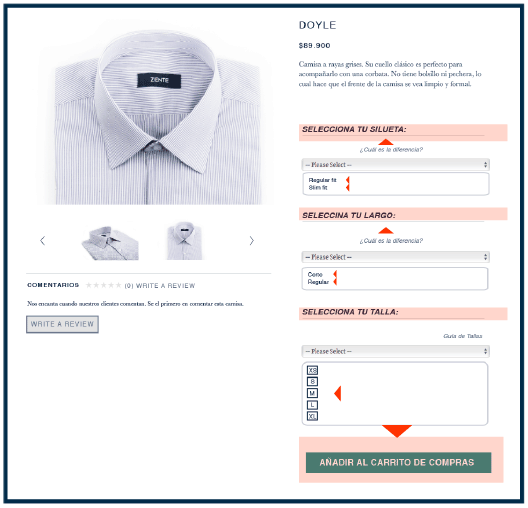 DOYLE
$89.900
Camisa a rayas grises. Su cuello clásico es perfecto para
acompañarlo con una corbata. No tiene bolsillo ni pechera, lo
cual hace que el frente de la camisa se vea limpio y formal.
ZENTE
COMENTARIOS (0) WRITE A REVIEW
Nos encanta cuando nuestros clientes comentan. Se el primero en comentar esta camisa.
WRITE A REVIEW
SELECCIONA TU SILUETA:
¿Cuál es la diferencia?
-- Please Select --
Regular fit
Slim fit
SELECCINA TU LARGO:
¿Cuál es la diferencia?
-- Please Select --
Corto
Regular
SELECCIONA TU TALLA:
Guía de Tallas
-- Please Select --
XS
S
M
L
XL
AÑADIR AL CARRITO DE COMPRAS